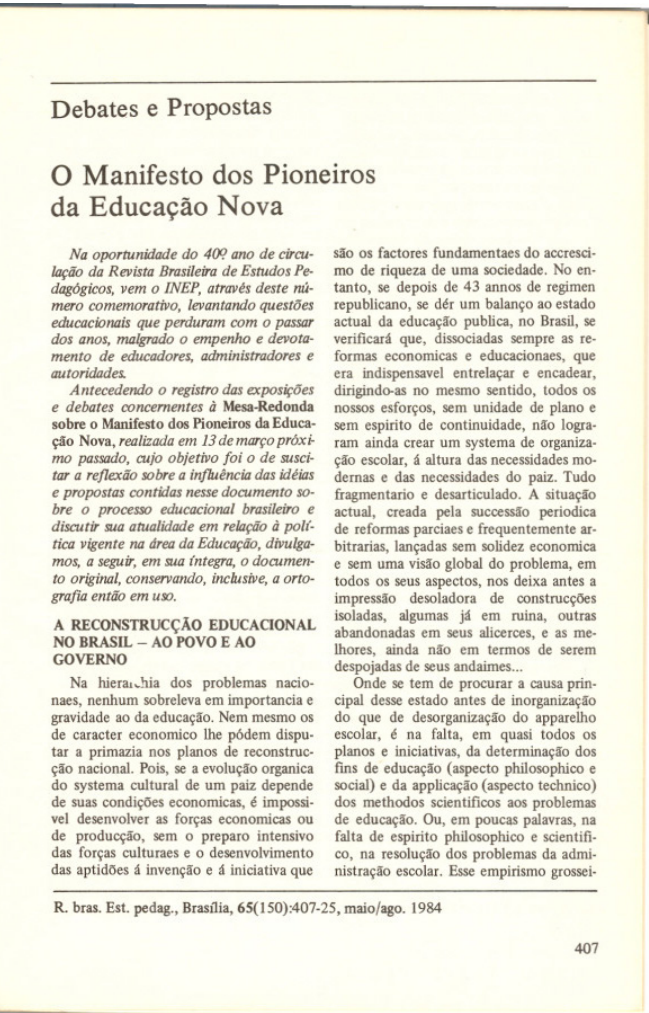 Debates e Propostas
O Manifesto dos Pioneiros
da Educação Nova
Na oportunidade do 40º ano de circu-
lação da Revista Brasileira de Estudos Pe-
dagógicos, vem o INEP, através deste nú-
mero comemorativo, levantando questões
educacionais que perduram com o passar
dos anos, malgrado o empenho e devota-
mento de educadores, administradores e
autoridades.
Antecedendo o registro das exposições
e debates concernentes à Mesa-Redonda
sobre o Manifesto dos Pioneiros da Educa-
ção Nova, realizada em 13 de março próxi-
mo passado, cujo objetivo foi o de susci-
tar a reflexão sobre a influência das idéias
e propostas contidas nesse documento so-
bre o processo educacional brasileiro e
discutir sua atualidade em relação à polí-
tica vigente na área da Educação, divulga-
mos, a seguir, em sua íntegra, o documen-
to original, conservando, inclusive, a orto-
grafia então em uso.
A RECONSTRUCÇÃO EDUCACIONAL
NO BRASIL – AO POVO E AO
GOVERNO
Na hierarchia dos problemas nacio-
naes, nenhum sobreleva em importancia e
gravidade ao da educação. Nem mesmo os
de caracter economico lhe pódem dispu-
tar a primazia nos planos de reconstruc-
ção nacional. Pois, se a evolução organica
do systema cultural de um paiz depende
de suas condições economicas, é impossi-
vel desenvolver as forças economicas ou
de producção, sem o preparo intensivo
das forças culturaes e o desenvolvimento
das aptidões á invenção e á iniciativa que
são os factores fundamentaes do accresci-
mo de riqueza de uma sociedade. No en-
tanto, se depois de 43 annos de regimen
republicano, se dér um balanço ao estado
actual da educação publica, no Brasil, se
verificará que, dissociadas sempre as re-
formas economicas e educacionaes, que
era indispensavel entrelaçar e encadear,
dirigindo-as no mesmo sentido, todos os
nossos esforços, sem unidade de plano e
sem espirito de continuidade, não logra-
ram ainda crear um systema de organiza-
ção escolar, á altura das necessidades mo-
dernas e das necessidades do paiz. Tudo
fragmentario e desarticulado. A situação
actual, creada pela successão periodica
de reformas parciaes e frequentemente ar-
bitrarias, lançadas sem solidez economica
e sem uma visão global do problema, em
todos os seus aspectos, nos deixa antes a
impressão desoladora de construcções
isoladas, algumas já em ruina, outras
abandonadas em seus alicerces, e as me-
lhores, ainda não em termos de serem
despojadas de seus andaimes...
Onde se tem de procurar a causa prin-
cipal desse estado antes de inorganização
do que de desorganização do apparelho
escolar, é na falta, em quasi todos os
planos e iniciativas, da determinação dos
fins de educação (aspecto philosophico e
social) e da applicação (aspecto technico)
dos methodos scientificos aos problemas
de educação. Ou, em poucas palavras, na
falta de espirito philosophico e scientifi-
co, na resolução dos problemas da admi-
nistração escolar. Esse empirismo grossei-
R. bras. Est. pedag., Brasília, 65(150):407-25, maio/ago. 1984
407